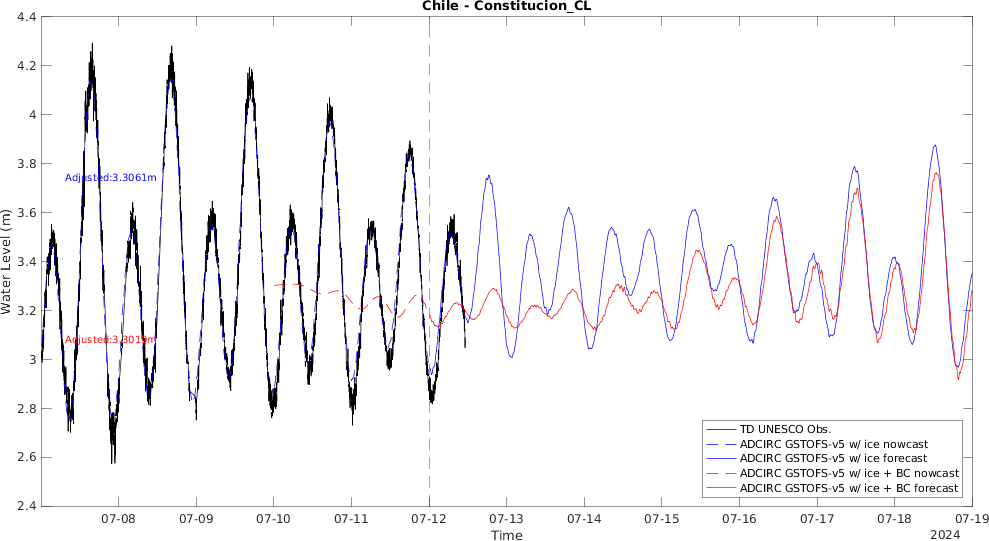 Chile - Constitucion_CL
4.4
4.2
4
3.8
3.6
3.4
3.2
3
2.8
2.6
2.4
Water Level (m)
Adjusted:3.3061m
Adjusted:3.3019m
TD UNESCO Obs.
ADCIRC GSTOFS-v5 w/ ice nowcast
ADCIRC GSTOFS-v5 w/ ice forecast
ADCIRC GSTOFS-v5 w/ ice + BC nowcast
ADCIRC GSTOFS-v5 w/ ice + BC forecast
07-08 07-09 07-10 07-11 07-12 07-13 07-14 07-15 07-16 07-17 07-18 07-19
Time
2024